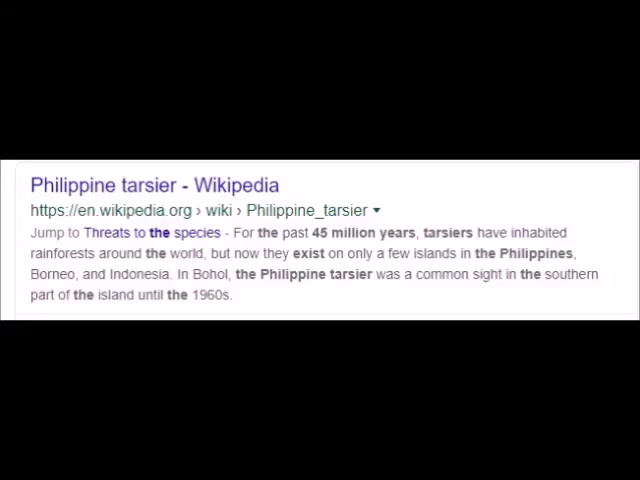 Philippine tarsier - Wikipedia
https://en.wikipedia.org › wiki › Philippine_tarsier
Jump to Threats to the species - For the past 45 million years, tarsiers have inhabited
rainforests around the world, but now they exist on only a few islands in the Philippines,
Borneo, and Indonesia. In Bohol, the Philippine tarsier was a common sight in the southern
part of the island until the 1960s.